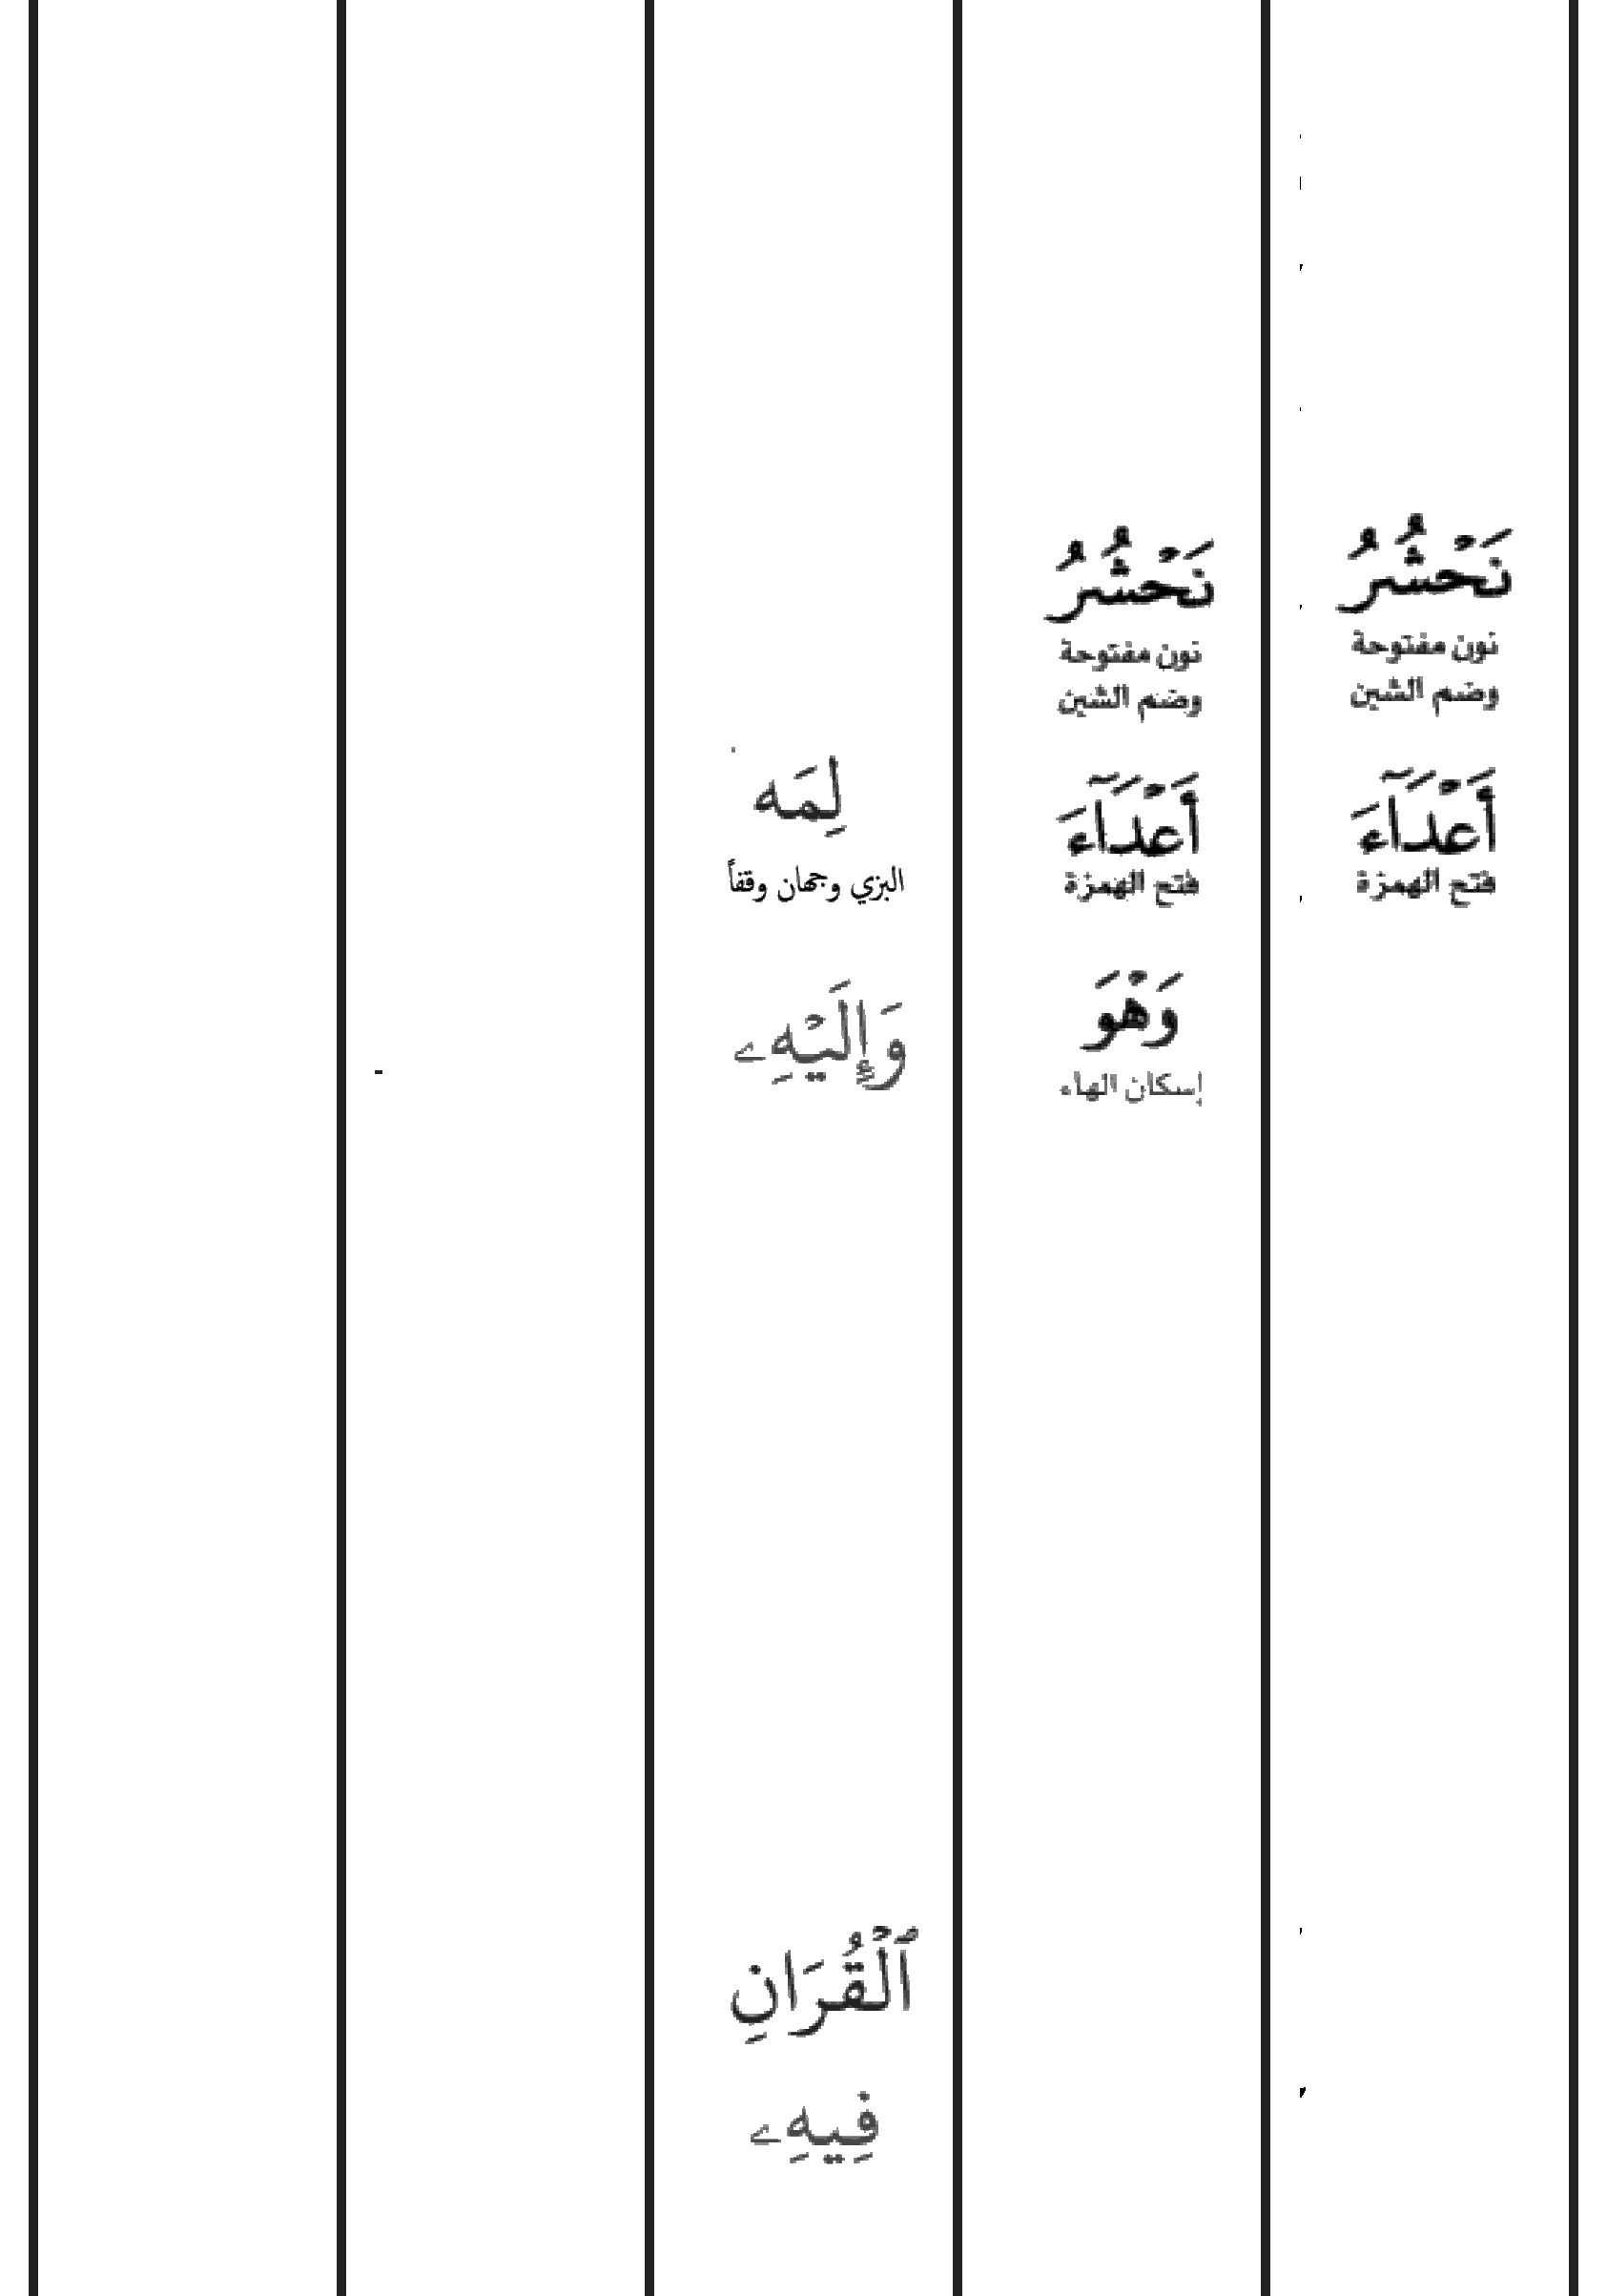 نَحْشُرُ
نون مفتوحة
وضم الشين
أَعْدَآءَ
فتح الهمزة
نَحْشُرُ
نون مفتوحة
وضم الشين
أَعْدَآءَ
فتح الهمزة
وَهْوَ
إسكان الهاء
لِمَه
البزي وجهان وقفاً
وَإِلَيْهِۦ
ٱلْقُرَانِ
فِيهِۦ